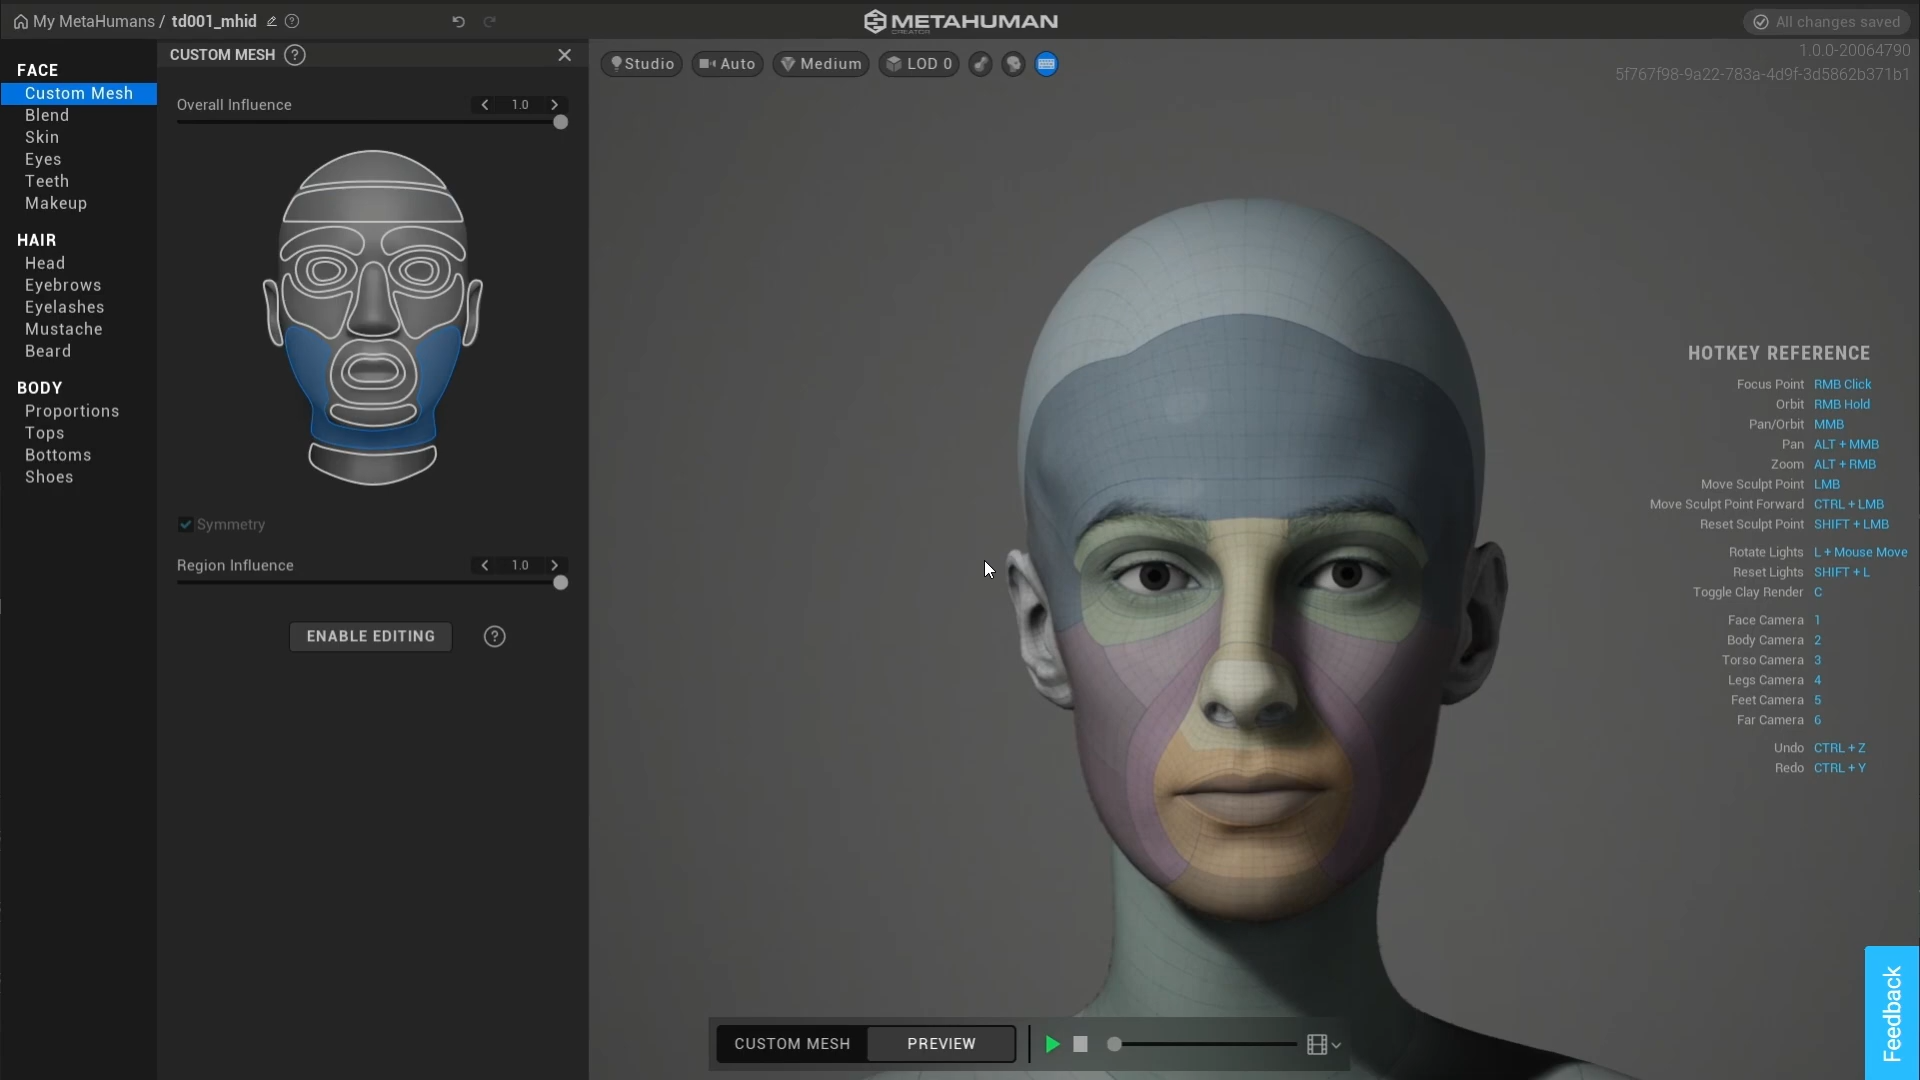 My MetaHumans / td001_mhid
METAHUMAN
CREATOR
All changes saved
1.0.0-20064790
5f767f98-9a22-783a-4d9f-3d5862b371b1
FACE
Custom Mesh
Blend
Skin
Eyes
Teeth
Makeup
HAIR
Head
Eyebrows
Eyelashes
Mustache
Beard
BODY
Proportions
Tops
Bottoms
Shoes
CUSTOM MESH ?
Overall Influence 1.0
Symmetry
Region Influence 1.0
ENABLE EDITING ?
Studio Auto Medium LOD 0
HOTKEY REFERENCE
Focus Point RMB Click
Orbit RMB Hold
Pan/Orbit MMB
Pan ALT + MMB
Zoom ALT + RMB
Move Sculpt Point LMB
Move Sculpt Point Forward CTRL + LMB
Reset Sculpt Point SHIFT + LMB
Rotate Lights L + Mouse Move
Reset Lights SHIFT + L
Toggle Clay Render C
Face Camera 1
Body Camera 2
Torso Camera 3
Legs Camera 4
Feet Camera 5
Far Camera 6
Undo CTRL + Z
Redo CTRL + Y
CUSTOM MESH PREVIEW
Feedback